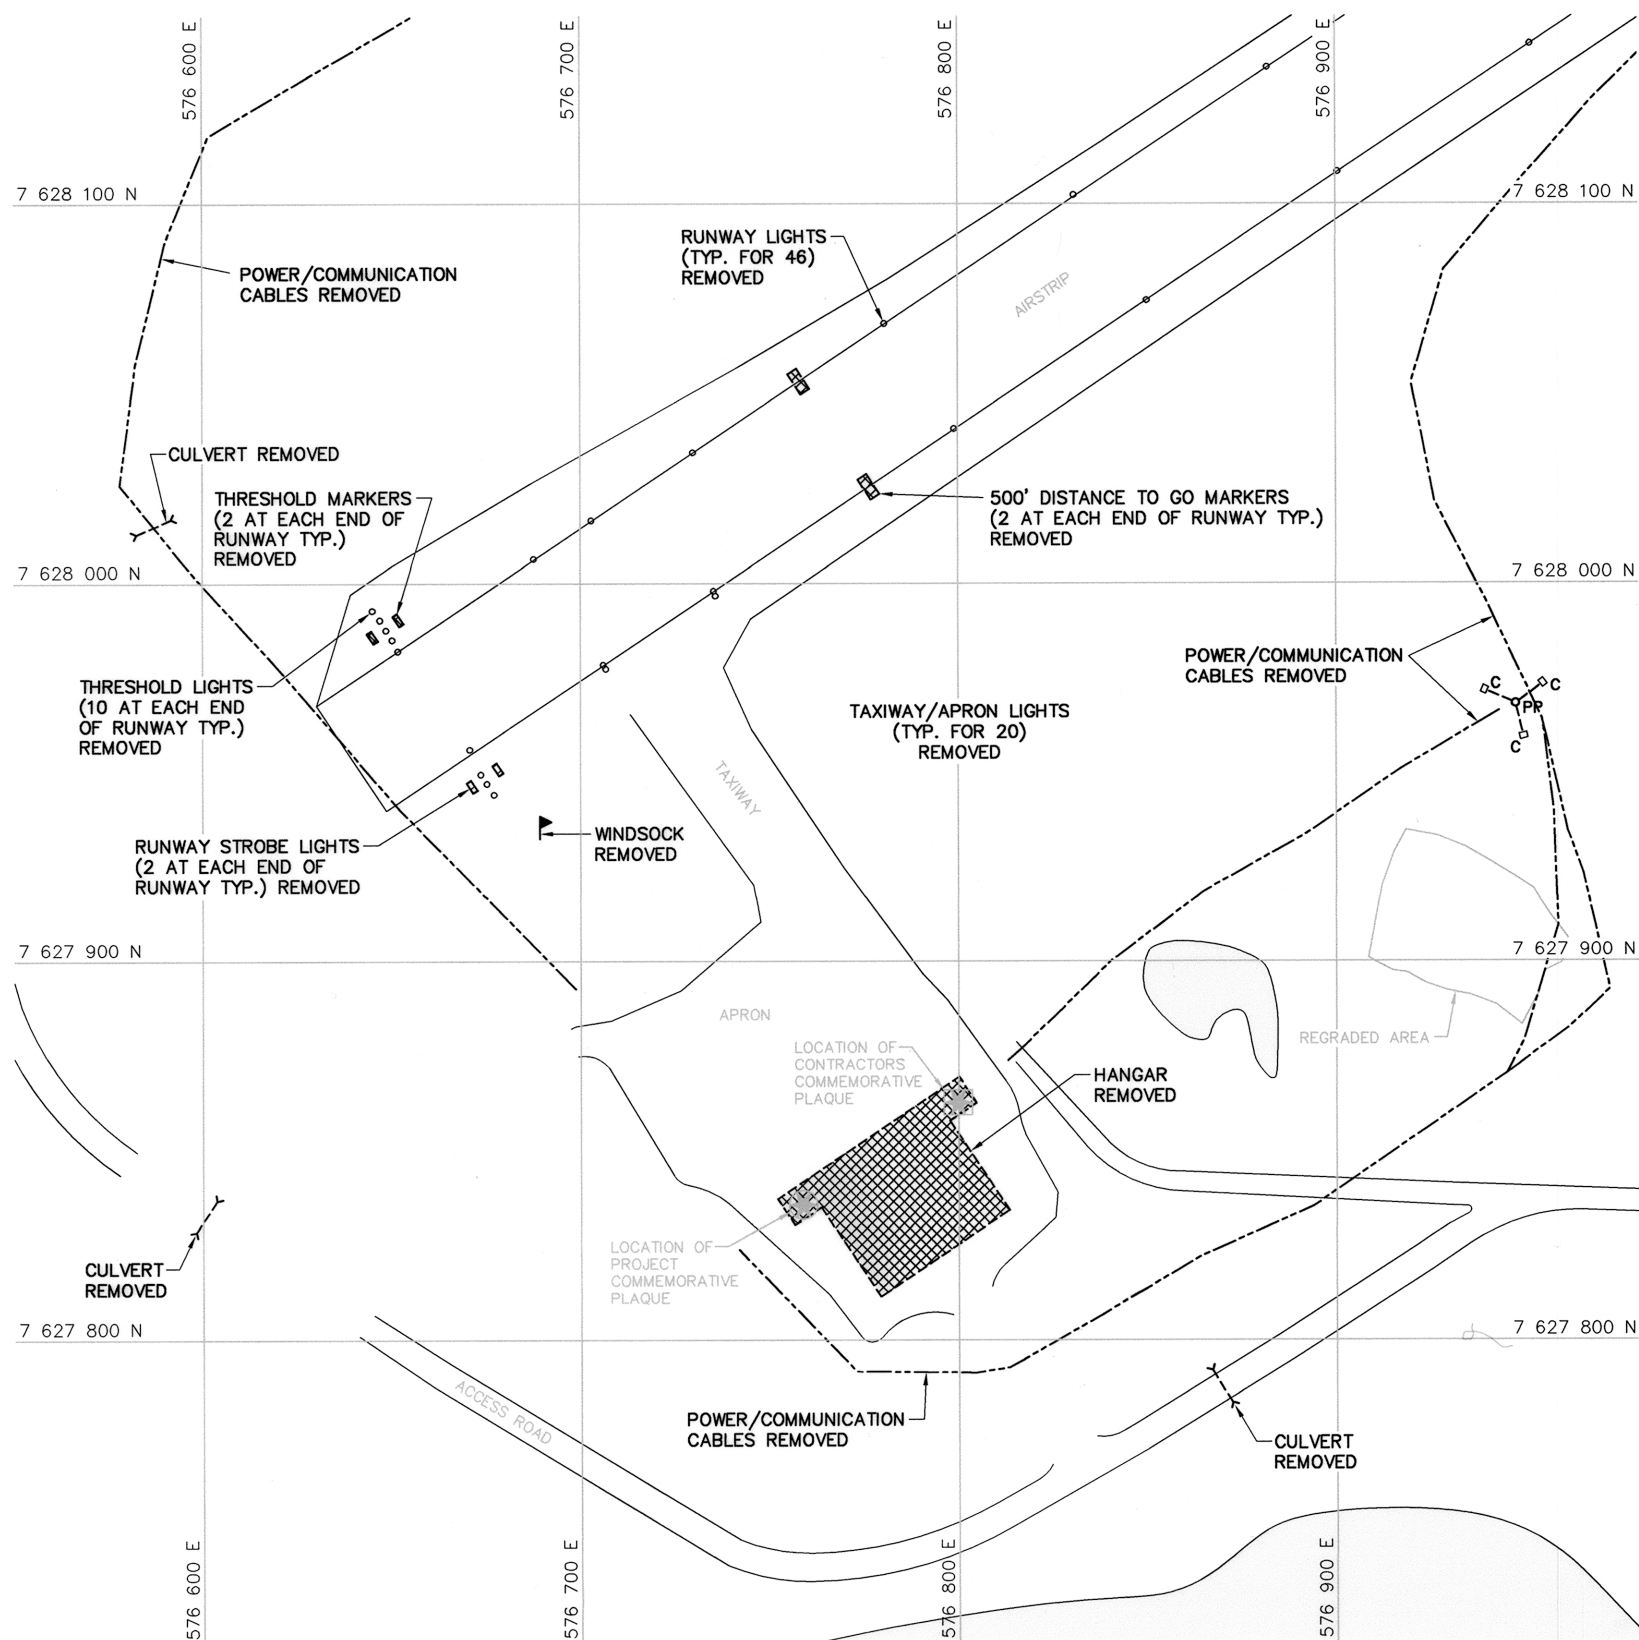 576 600 E
576 700 E
576 800 E
576 900 E
7 628 100 N
7 628 100 N
RUNWAY LIGHTS
(TYP. FOR 46)
REMOVED
POWER/COMMUNICATION
CABLES REMOVED
AIRSTRIP
CULVERT REMOVED
THRESHOLD MARKERS
(2 AT EACH END OF
RUNWAY TYP.)
REMOVED
500' DISTANCE TO GO MARKERS
(2 AT EACH END OF RUNWAY TYP.)
REMOVED
7 628 000 N
7 628 000 N
POWER/COMMUNICATION
CABLES REMOVED
THRESHOLD LIGHTS
(10 AT EACH END
OF RUNWAY TYP.)
REMOVED
TAXIWAY/APRON LIGHTS
(TYP. FOR 20)
REMOVED
C
C
PP
C
TAXIWAY
RUNWAY STROBE LIGHTS
(2 AT EACH END OF
RUNWAY TYP.) REMOVED
WINDSOCK
REMOVED
7 627 900 N
7 627 900 N
APRON
REGRADED AREA
LOCATION OF
CONTRACTORS
COMMEMORATIVE
PLAQUE
HANGAR
REMOVED
LOCATION OF
PROJECT
COMMEMORATIVE
PLAQUE
CULVERT
REMOVED
7 627 800 N
7 627 800 N
ACCESS ROAD
POWER/COMMUNICATION
CABLES REMOVED
CULVERT
REMOVED
576 600 E
576 700 E
576 800 E
576 900 E